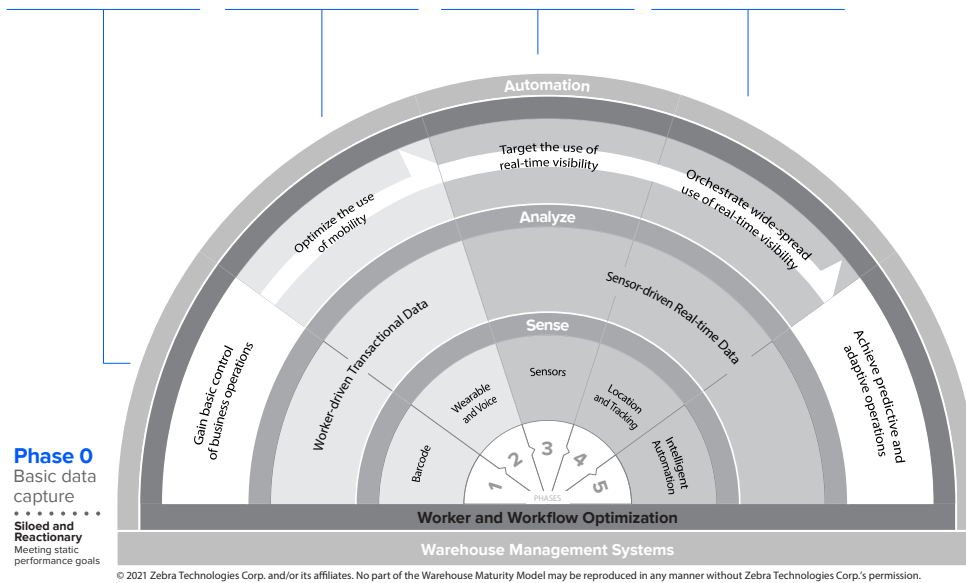 Automation
Target the use of
real-time visibility
Optimize the use
of mobility
Orchestrate wide-spread
use of real-time visibility
Gain basic control
of business operations
Achieve predictive and
adaptive operations
Analyze
Worker-driven Transactional Data
Sensor-driven Real-time Data
Sense
Barcode
Wearable
and Voice
Sensors
Location
and Tracking
Intelligent
Automation
1
2
3
4
5
PHASES
Phase 0
Basic data
capture
Siloed and
Reactionary
Meeting static
performance goals
Worker and Workflow Optimization
Warehouse Management Systems
© 2021 Zebra Technologies Corp. and/or its affiliates. No part of the Warehouse Maturity Model may be reproduced in any manner without Zebra Technologies Corp.'s permission.